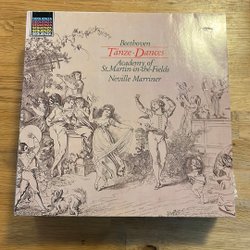 Beethoven
Tänze·Dances
Academy of
St. Martin-in-the-Fields
Neville Marriner